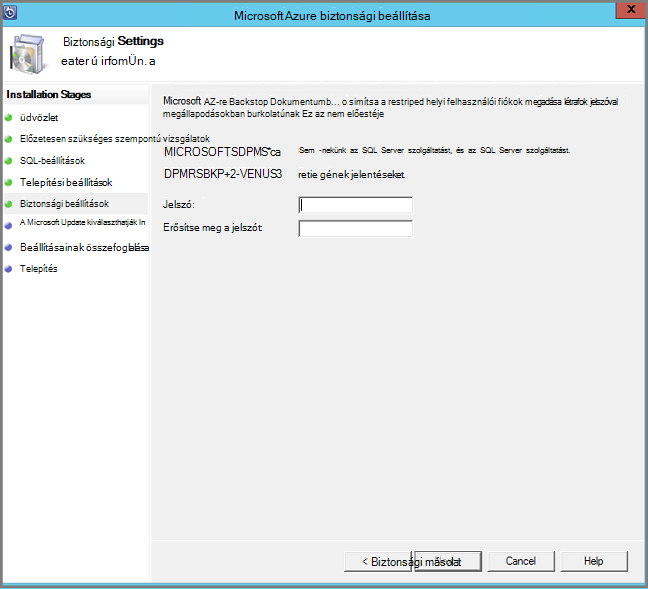 Microsoft Azure biztonsági beállítása
x
Biztonsági Settings
eater ú irfomÜn. a
Installation Stages
üdvözlet
Előzetesen szükséges szempontú vizsgálatok
SQL-beállítások
Telepítési beállítások
Biztonsági beállítások
A Microsoft Update kiválaszthatják In
Beállításainak összefoglalása
Telepítés
Microsoft AZ-re Backstop Dokumentumb... o simítsa a restriped helyi felhasználói fiókok megadása létrafok jelszóval
megállapodásokban burkolatúnak Ez az nem előestéje
MICROSOFTSDPMS*ca
Sem -nekünk az SQL Server szolgáltatást, és az SQL Server szolgáltatást.
DPMRSBKP+2-VENUS3
retie gének jelentéseket.
Jelszó:
Erősítse meg a jelszót:
< Biztonsági másolat
Cancel
Help